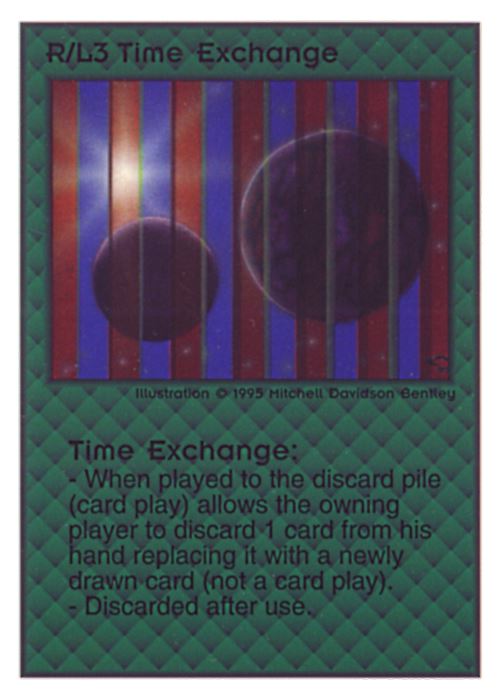 R/L3 Time Exchange
Illustration © 1995 Mitchell Davidson Bentley
Time Exchange:
- When played to the discard pile
(card play) allows the owning
player to discard 1 card from his
hand replacing it with a newly
drawn card (not a card play).
- Discarded after use.